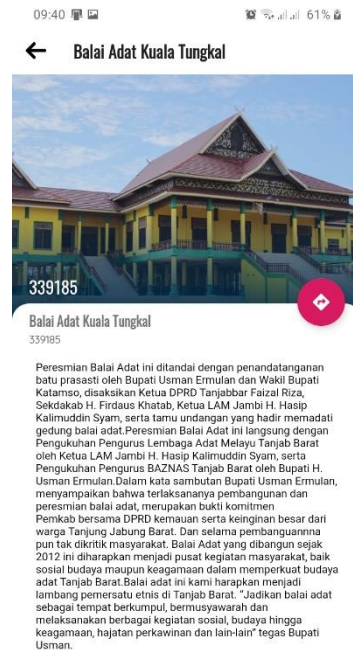 09:40 61%
Balai Adat Kuala Tungkal
339185
Balai Adat Kuala Tungkal
339185
Peresmian Balai Adat ini ditandai dengan penandatanganan
batu prasasti oleh Bupati Usman Ermulan dan Wakil Bupati
Katamso, disaksikan Ketua DPRD Tanjabbar Faizal Riza,
Sekdakab H. Firdaus Khatab, Ketua LAM Jambi H. Hasip
Kalimuddin Syam, serta tamu undangan yang hadir memadati
gedung balai adat.Peresmian Balai Adat ini langsung dengan
Pengukuhan Pengurus Lembaga Adat Melayu Tanjab Barat
oleh Ketua LAM Jambi H. Hasip Kalimuddin Syam, serta
Pengukuhan Pengurus BAZNAS Tanjab Barat oleh Bupati H.
Usman Ermulan.Dalam kata sambutan Bupati Usman Ermulan,
menyampaikan bahwa terlaksananya pembangunan dan
peresmian balai adat, merupakan bukti komitmen
Pemkab bersama DPRD kemauan serta keinginan besar dari
warga Tanjung Jabung Barat. Dan selama pembanguannna
pun tak dikritik masyarakat. Balai Adat yang dibangun sejak
2012 ini diharapkan menjadi pusat kegiatan masyarakat, baik
sosial budaya maupun keagamaan dalam memperkuat budaya
adat Tanjab Barat.Balai adat ini kami harapkan menjadi
lambang pemersatu etnis di Tanjab Barat. “Jadikan balai adat
sebagai tempat berkumpul, bermusyawarah dan
melaksanakan berbagai kegiatan sosial, budaya hingga
keagamaan, hajatan perkawinan dan lain-lain” tegas Bupati
Usman.